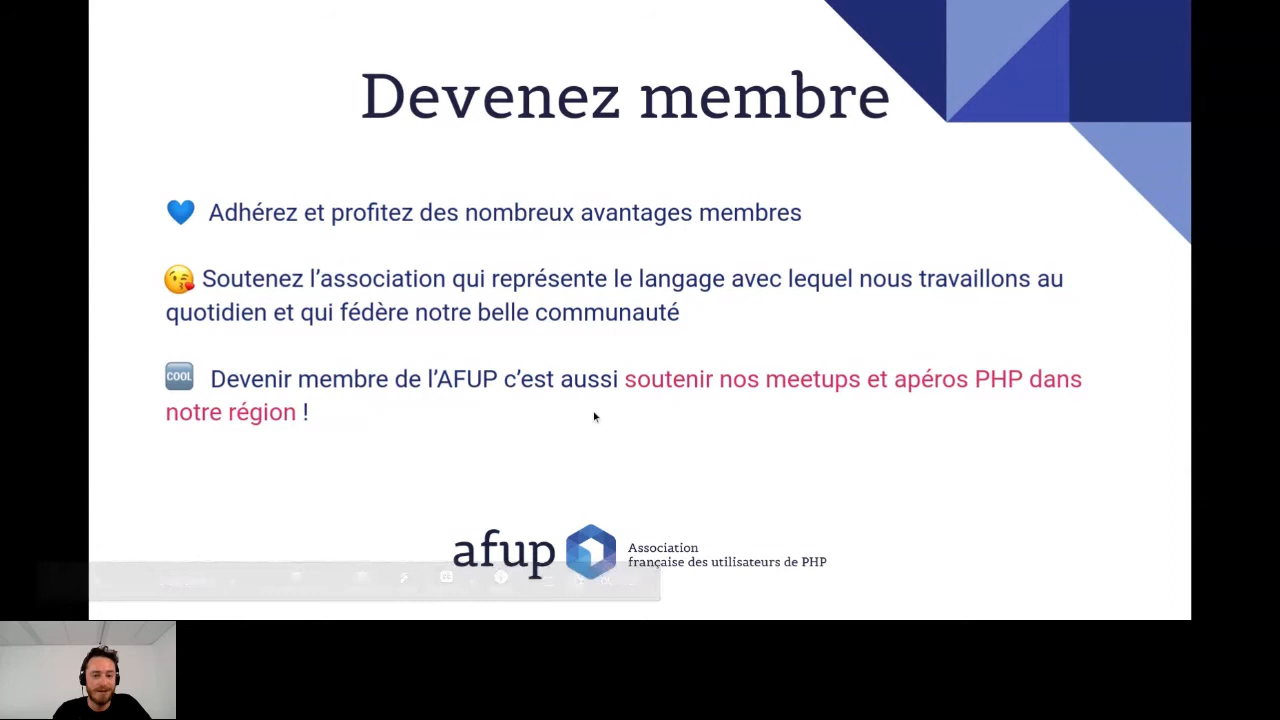 Devenez membre
💙 Adhérez et profitez des nombreux avantages membres
😘 Soutenez l’association qui représente le langage avec lequel nous travaillons au
quotidien et qui fédère notre belle communauté
🆒 Devenir membre de l’AFUP c’est aussi soutenir nos meetups et apéros PHP dans
notre région !
afup
Association
française des utilisateurs de PHP